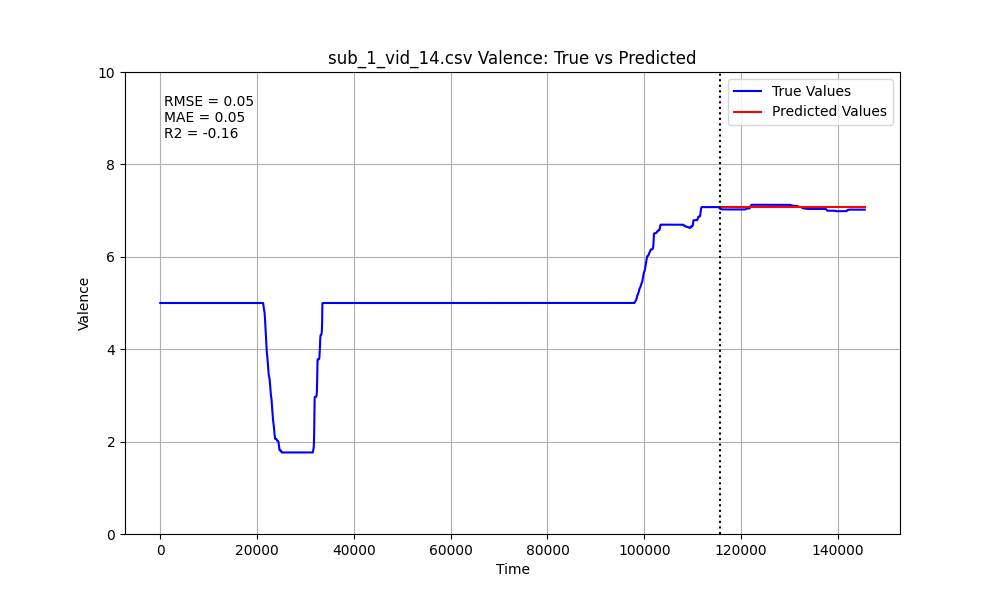 sub_1_vid_14.csv Valence: True vs Predicted
RMSE = 0.05
MAE = 0.05
R2 = -0.16
True Values
Predicted Values
10
8
6
4
2
0
Valence
0 20000 40000 60000 80000 100000 120000 140000
Time